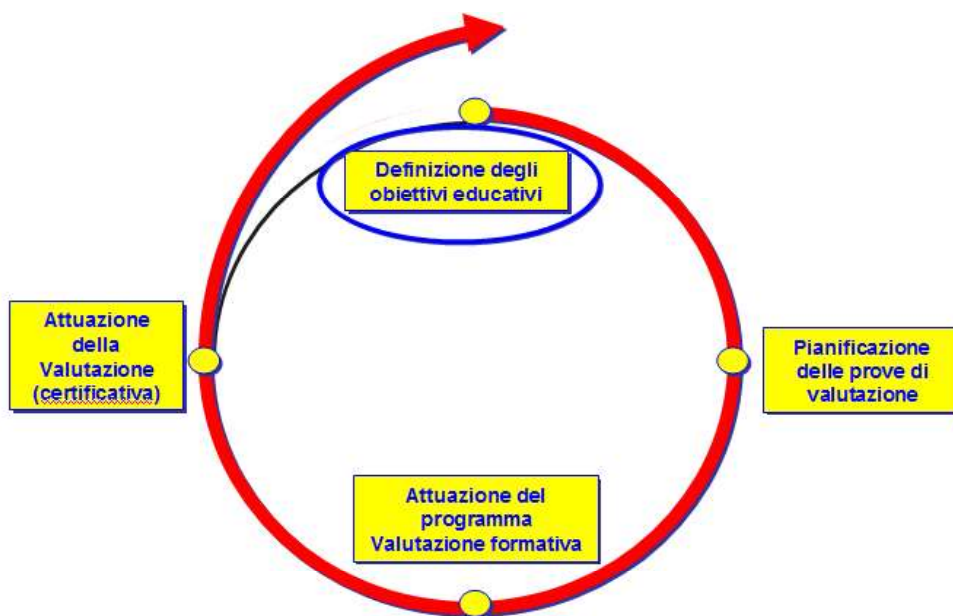 Definizione degli
obiettivi educativi
Attuazione
della
Valutazione
(certificativa)
Pianificazione
delle prove di
valutazione
Attuazione del
programma
Valutazione formativa